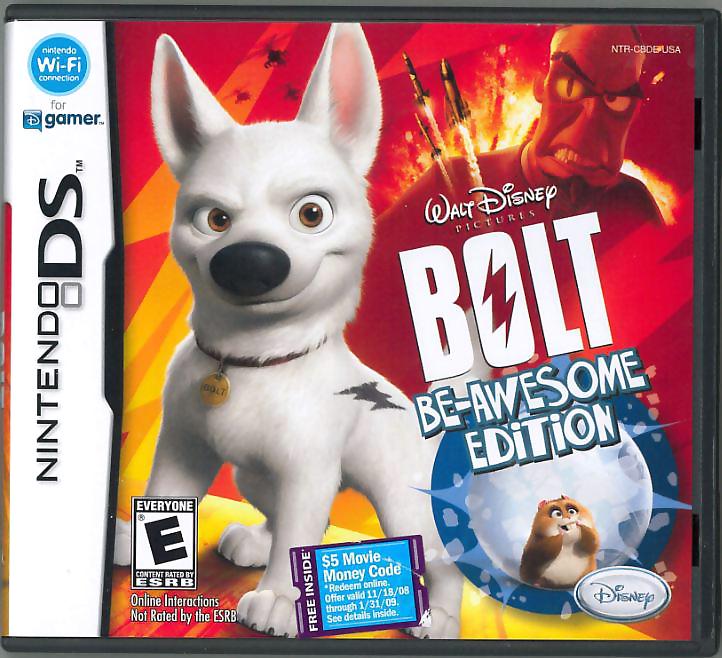 nintendo
Wi-Fi
connection
for
D gamer™
NINTENDO DS™
NTR-CBDE-USA
WALT DISNEY
PICTURES
BOLT
BE-AWESOME
EDITION
BOLT
EVERYONE
E
®
CONTENT RATED BY
ESRB
Online Interactions
Not Rated by the ESRB
FREE INSIDE*
$5 Movie
Money Code
*Redeem online.
Offer valid 11/18/08
through 1/31/09.
See details inside.
Disney